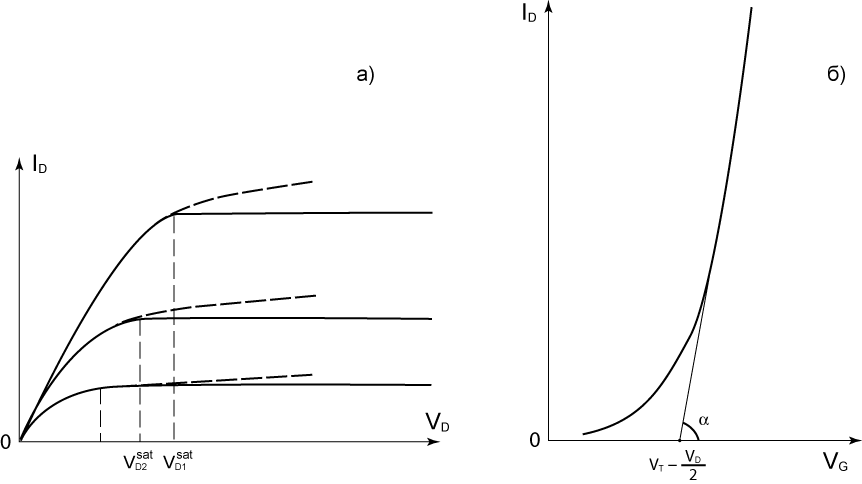 а)
I_D
V_D
0
V_D2^sat
V_D1^sat
б)
I_D
0
α
V_T – V_D/2
V_G